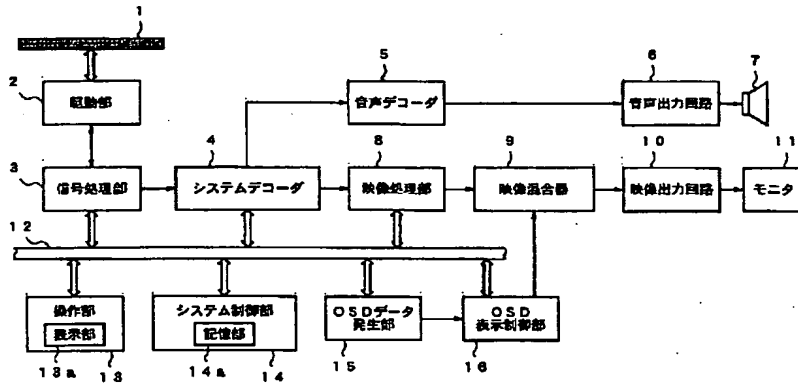 1
2
駆動部
3
信号処理部
4
システムデコーダ
5
音声デコーダ
6
音声出力回路
7
8
映像処理部
9
映像混合器
10
映像出力回路
11
モニタ
12
操作部
表示部
13a
13
システム制御部
記憶部
14a
14
OSDデータ
発生部
15
OSD
表示制御部
16